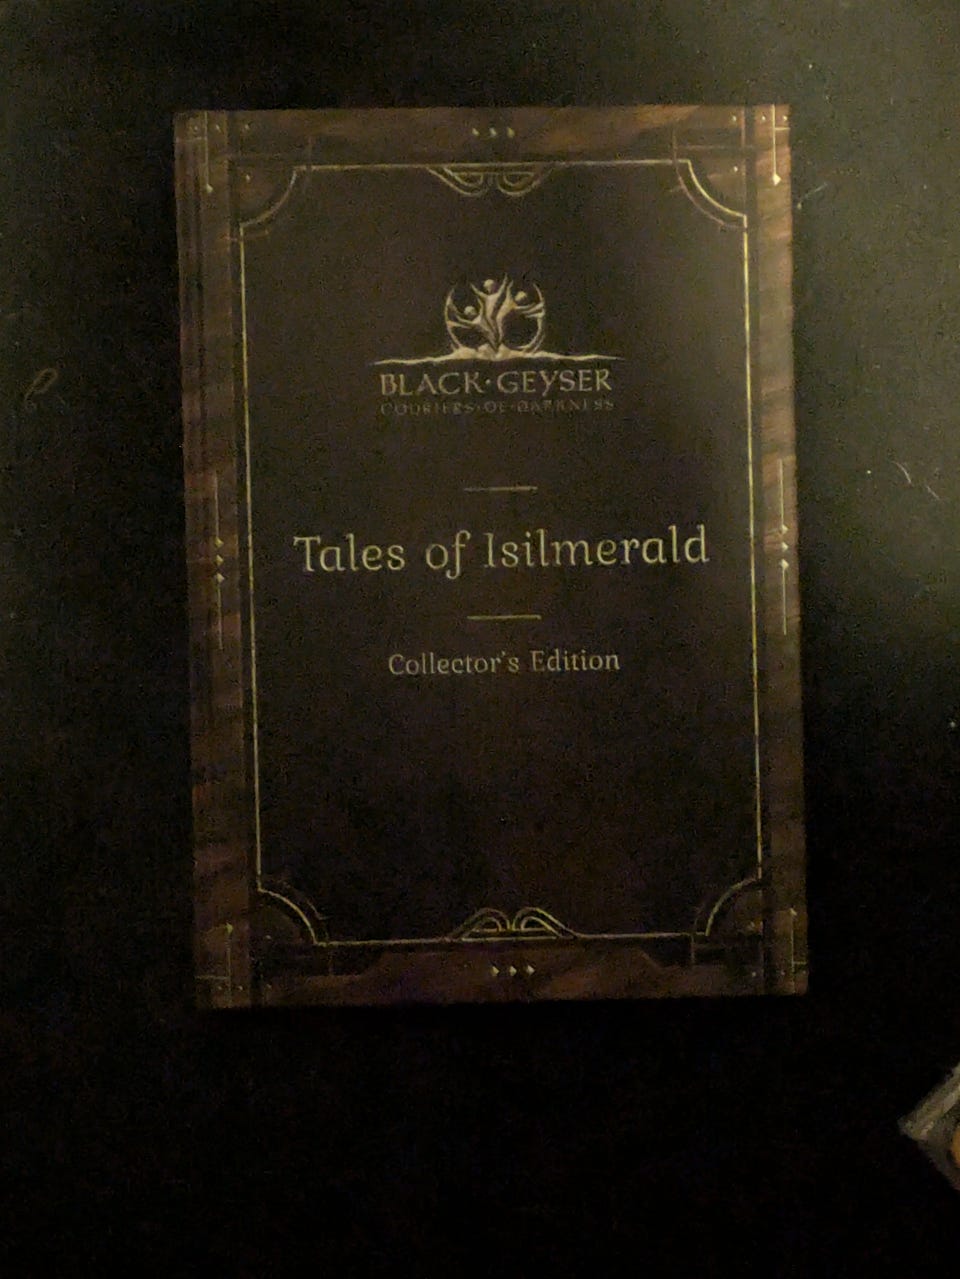 BLACK·GEYSER
COURIERS·OF·DARKNESS
Tales of Isilmerald
Collector's Edition